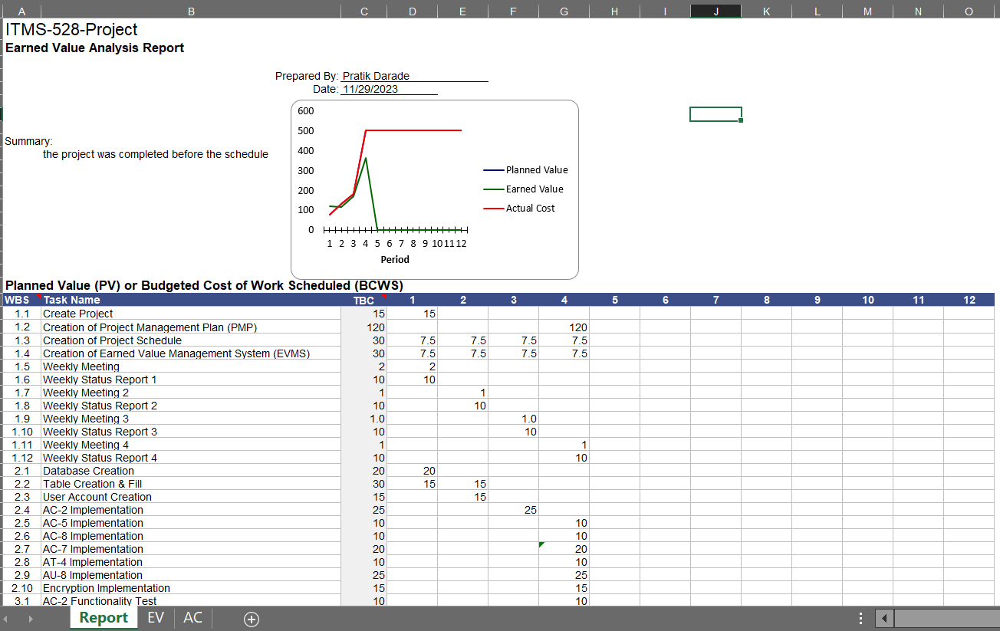 A B C D E F G H I J K L M N O
ITMS-528-Project
Earned Value Analysis Report
Prepared By: Pratik Darade
Date: 11/29/2023
Summary:
the project was completed before the schedule
600
500
400
300
200
100
0
1 2 3 4 5 6 7 8 9 10 11 12
Period
Planned Value
Earned Value
Actual Cost
Planned Value (PV) or Budgeted Cost of Work Scheduled (BCWS)
WBS Task Name TBC 1 2 3 4 5 6 7 8 9 10 11 12
1.1 Create Project 15 15
1.2 Creation of Project Management Plan (PMP) 120 120
1.3 Creation of Project Schedule 30 7.5 7.5 7.5 7.5
1.4 Creation of Earned Value Management System (EVMS) 30 7.5 7.5 7.5 7.5
1.5 Weekly Meeting 2 2
1.6 Weekly Status Report 1 10 10
1.7 Weekly Meeting 2 1 1
1.8 Weekly Status Report 2 10 10
1.9 Weekly Meeting 3 1.0 1.0
1.10 Weekly Status Report 3 10 10
1.11 Weekly Meeting 4 1 1
1.12 Weekly Status Report 4 10 10
2.1 Database Creation 20 20
2.2 Table Creation & Fill 30 15 15
2.3 User Account Creation 15 15
2.4 AC-2 Implementation 25 25
2.5 AC-5 Implementation 10 10
2.6 AC-8 Implementation 10 10
2.7 AC-7 Implementation 20 20
2.8 AT-4 Implementation 10 10
2.9 AU-8 Implementation 25 25
2.10 Encryption Implementation 15 15
3.1 AC-2 Functionality Test 10 10
Report EV AC